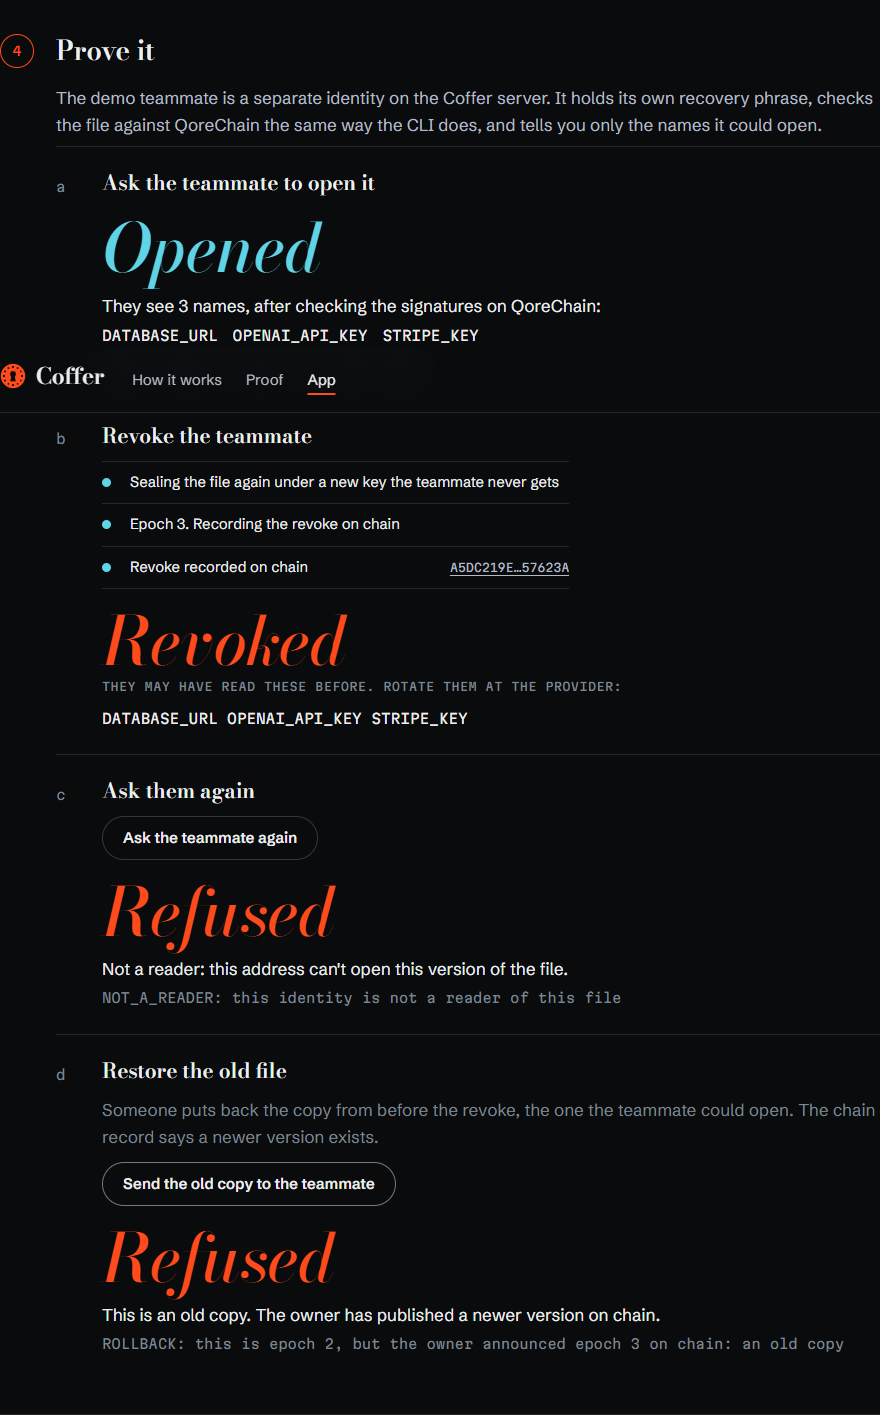 4
Prove it
The demo teammate is a separate identity on the Coffer server. It holds its own recovery phrase, checks
the file against QoreChain the same way the CLI does, and tells you only the names it could open.
a
Ask the teammate to open it
Opened
They see 3 names, after checking the signatures on QoreChain:
DATABASE_URL OPENAI_API_KEY STRIPE_KEY
Coffer How it works Proof App
b
Revoke the teammate
Sealing the file again under a new key the teammate never gets
Epoch 3. Recording the revoke on chain
Revoke recorded on chain A5DC219E…57623A
Revoked
THEY MAY HAVE READ THESE BEFORE. ROTATE THEM AT THE PROVIDER:
DATABASE_URL OPENAI_API_KEY STRIPE_KEY
c
Ask them again
Ask the teammate again
Refused
Not a reader: this address can't open this version of the file.
NOT_A_READER: this identity is not a reader of this file
d
Restore the old file
Someone puts back the copy from before the revoke, the one the teammate could open. The chain
record says a newer version exists.
Send the old copy to the teammate
Refused
This is an old copy. The owner has published a newer version on chain.
ROLLBACK: this is epoch 2, but the owner announced epoch 3 on chain: an old copy